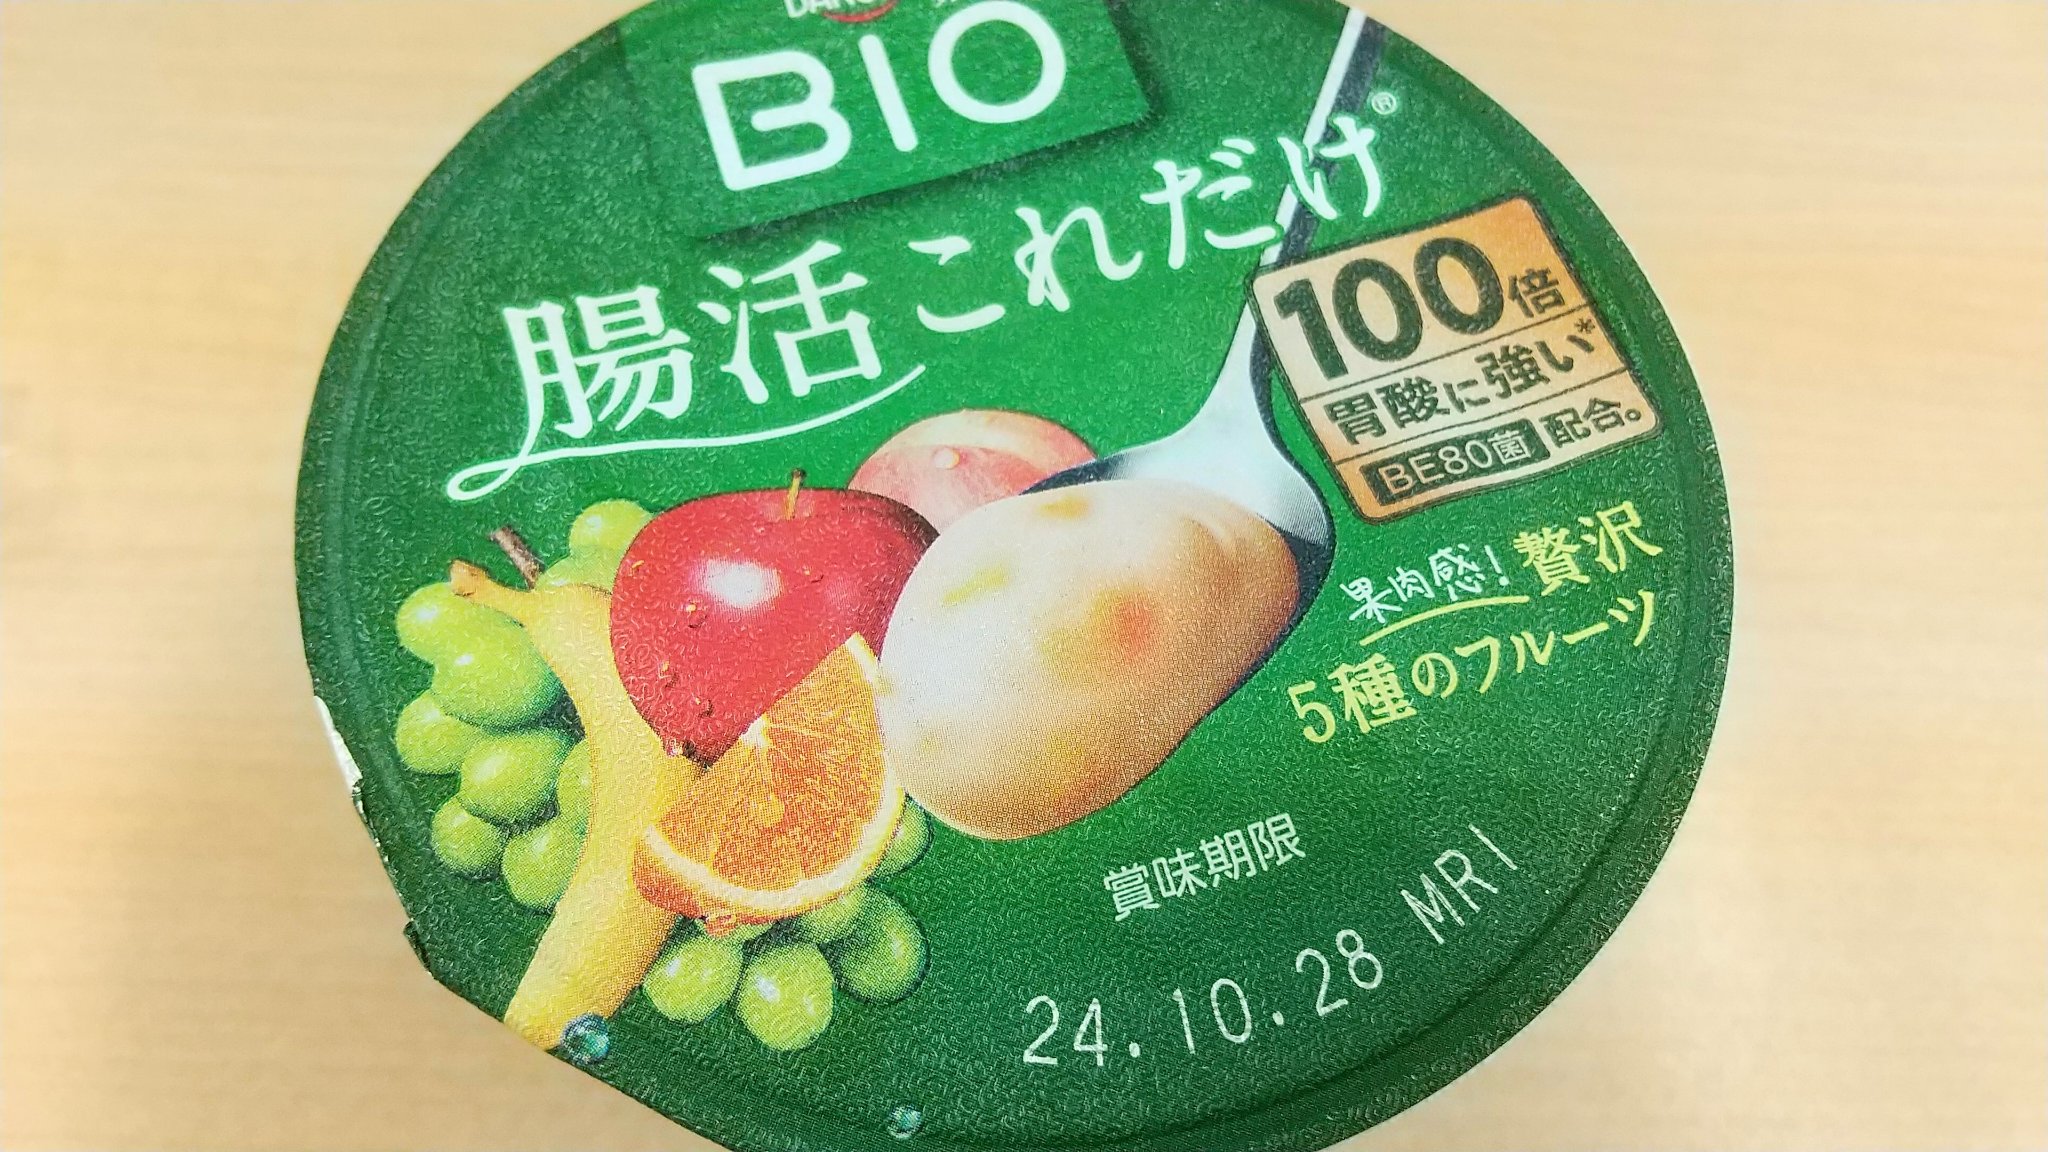 BIO
腸活これだけ®
100倍
胃酸に強い*
BE80菌 配合。
果肉感! 贅沢
5種のフルーツ
賞味期限
24.10.28 MRI